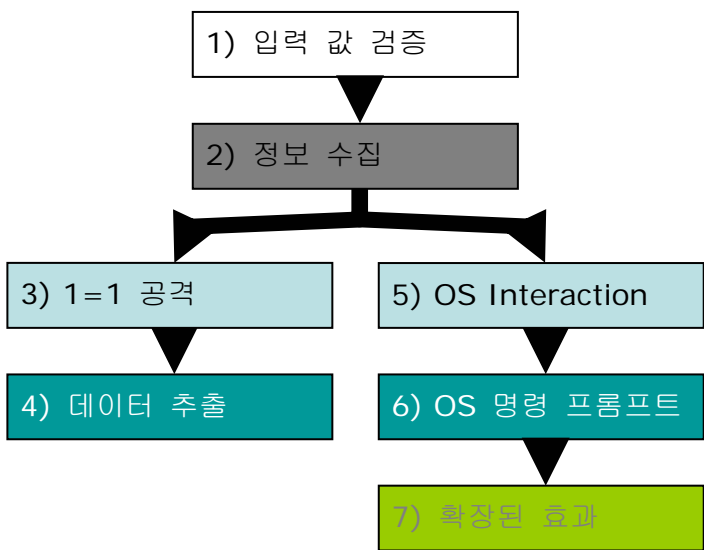 1) 입력 값 검증
2) 정보 수집
3) 1=1 공격
4) 데이터 추출
5) OS Interaction
6) OS 명령 프롬프트
7) 확장된 효과